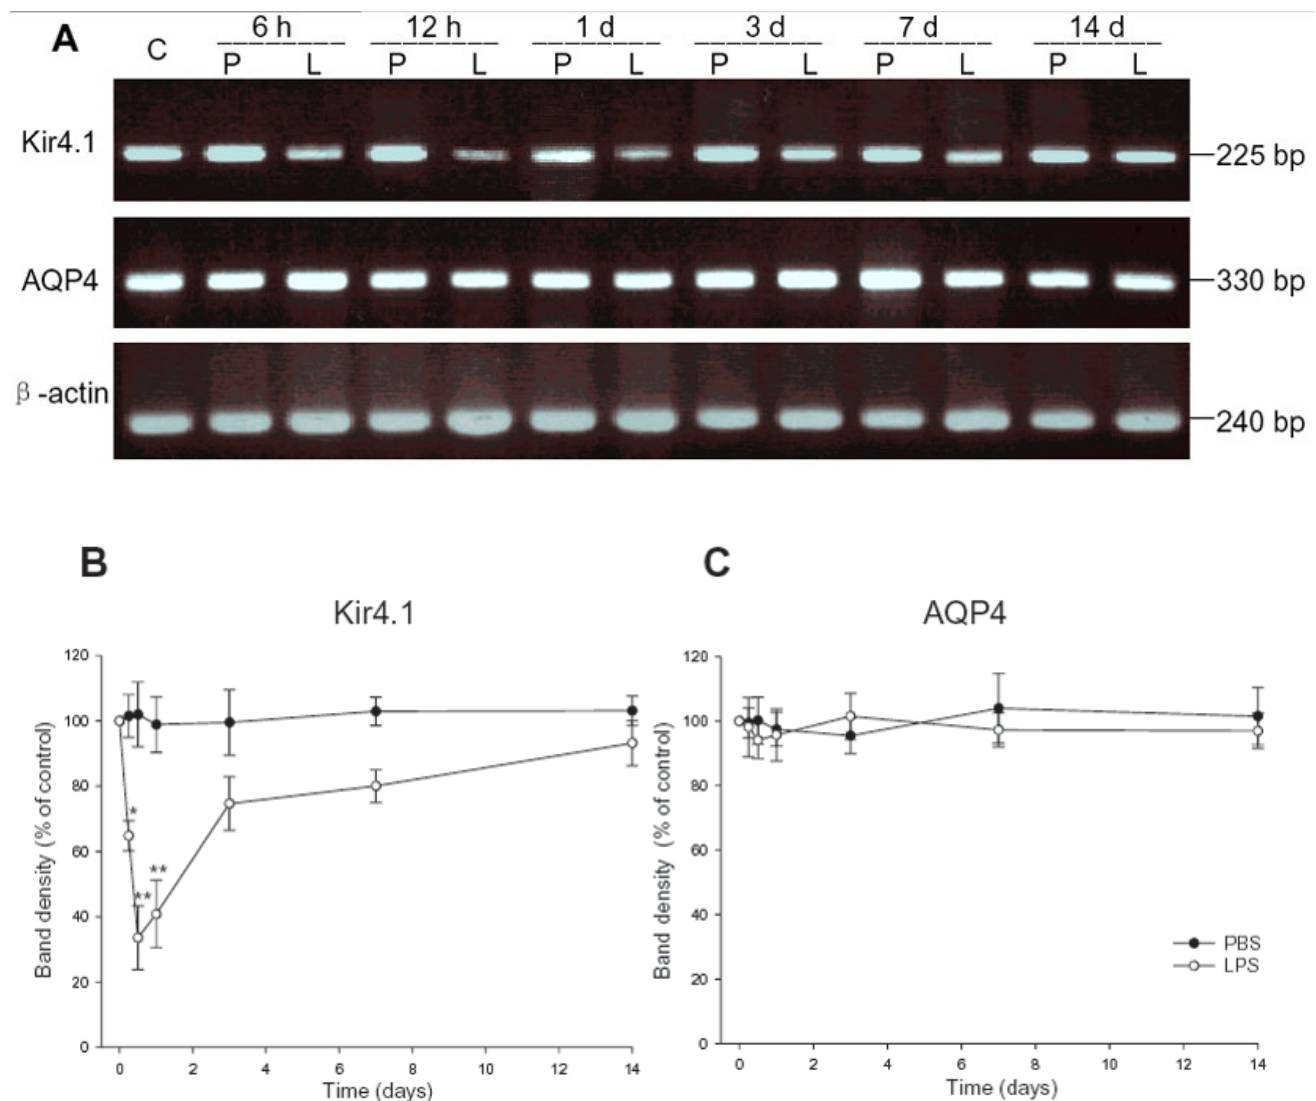 A
C 6 h 12 h 1 d 3 d 7 d 14 d
P L P L P L P L P L P L
Kir4.1 225 bp
AQP4 330 bp
β -actin 240 bp
B
Kir4.1
120
100
80
60
40
20
0
Band density (% of control)
*
**
**
0 2 4 6 8 10 12 14
Time (days)
C
AQP4
120
100
80
60
40
20
0
Band density (% of control)
PBS
LPS
0 2 4 6 8 10 12 14
Time (days)